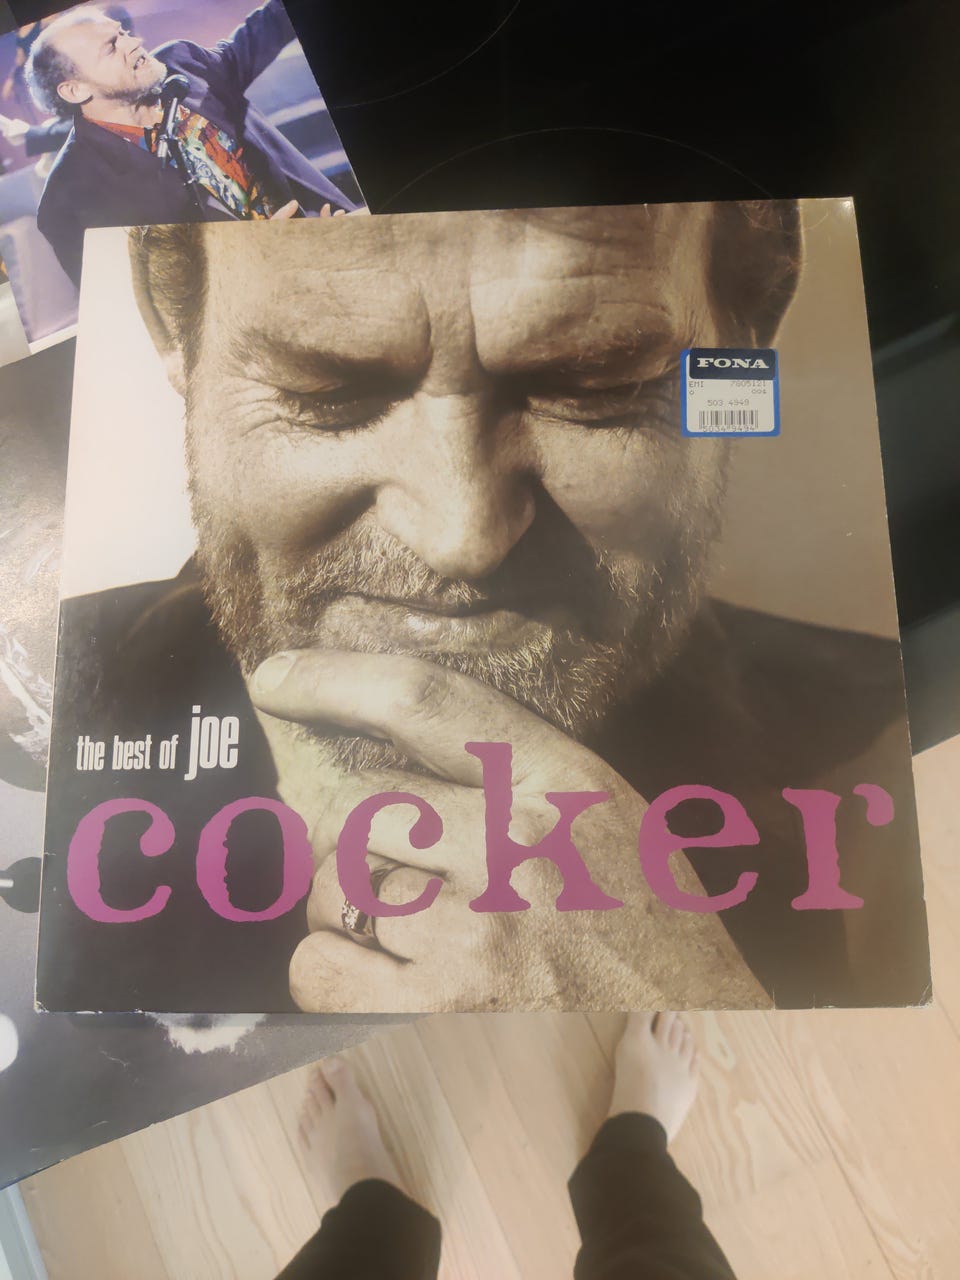 FONA
EMI 7805121
0 004
503 4949
the best of joe
cocker